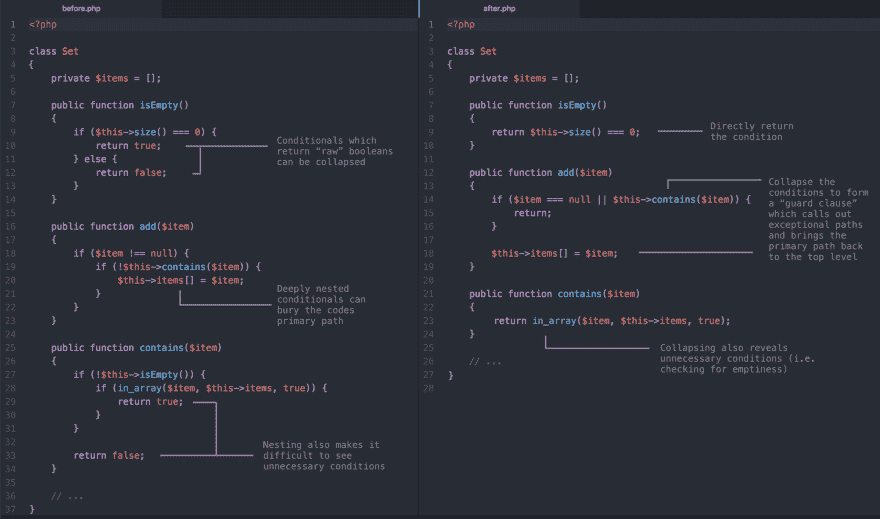 before.php
1 <?php
2
3 class Set
4 {
5     private $items = [];
6
7     public function isEmpty()
8     {
9         if ($this->size() === 0) {
10             return true;
11         } else {
12             return false;
13         }
14     }
15
16     public function add($item)
17     {
18         if ($item !== null) {
19             if (!$this->contains($item)) {
20                 $this->items[] = $item;
21             }
22         }
23     }
24
25     public function contains($item)
26     {
27         if (!$this->isEmpty()) {
28             if (in_array($item, $this->items, true)) {
29                 return true;
30             }
31         }
32
33         return false;
34     }
35
36     // ...
37 }
Conditionals which
return “raw” booleans
can be collapsed
Deeply nested
conditionals can
bury the codes
primary path
Nesting also makes it
difficult to see
unnecessary conditions
after.php
1 <?php
2
3 class Set
4 {
5     private $items = [];
6
7     public function isEmpty()
8     {
9         return $this->size() === 0;
10     }
11
12     public function add($item)
13     {
14         if ($item === null || $this->contains($item)) {
15             return;
16         }
17
18         $this->items[] = $item;
19     }
20
21     public function contains($item)
22     {
23         return in_array($item, $this->items, true);
24     }
25
26     // ...
27 }
28
Directly return
the condition
Collapse the
conditions to form
a “guard clause”
which calls out
exceptional paths
and brings the
primary path back
to the top level
Collapsing also reveals
unnecessary conditions (i.e.
checking for emptiness)